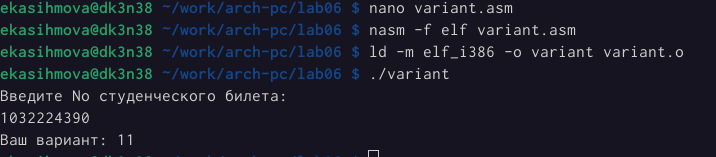 ekasihmova@dk3n38 ~/work/arch-pc/lab06 $ nano variant.asm
ekasihmova@dk3n38 ~/work/arch-pc/lab06 $ nasm -f elf variant.asm
ekasihmova@dk3n38 ~/work/arch-pc/lab06 $ ld -m elf_i386 -o variant variant.o
ekasihmova@dk3n38 ~/work/arch-pc/lab06 $ ./variant
Введите No студенческого билета:
1032224390
Ваш вариант: 11